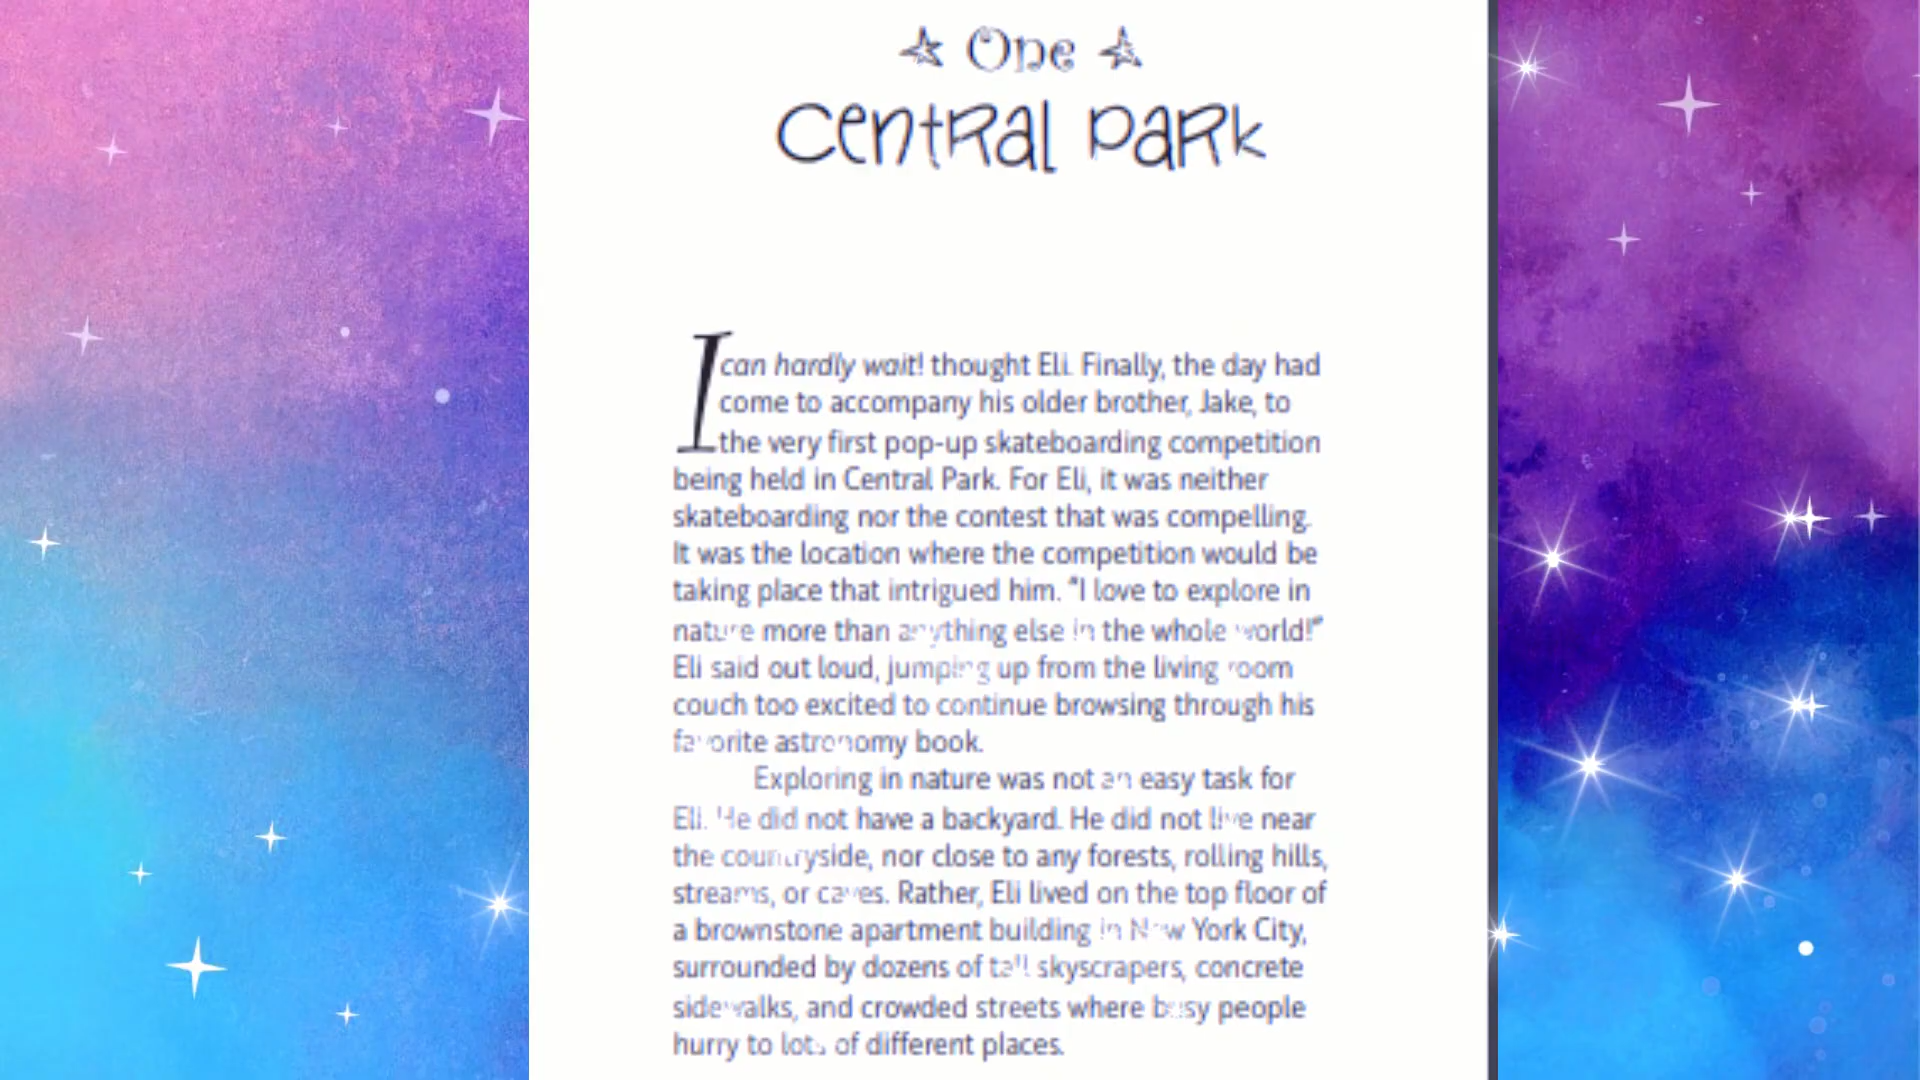 One
Central Park
I can hardly wait! thought Eli. Finally, the day had
come to accompany his older brother, Jake, to
the very first pop-up skateboarding competition
being held in Central Park. For Eli, it was neither
skateboarding nor the contest that was compelling.
It was the location where the competition would be
taking place that intrigued him. "I love to explore in
nature more than anything else in the whole world!"
Eli said out loud, jumping up from the living room
couch too excited to continue browsing through his
favorite astronomy book.
Exploring in nature was not an easy task for
Eli. He did not have a backyard. He did not live near
the countryside, nor close to any forests, rolling hills,
streams, or caves. Rather, Eli lived on the top floor of
a brownstone apartment building in New York City,
surrounded by dozens of tall skyscrapers, concrete
sidewalks, and crowded streets where busy people
hurry to lots of different places.